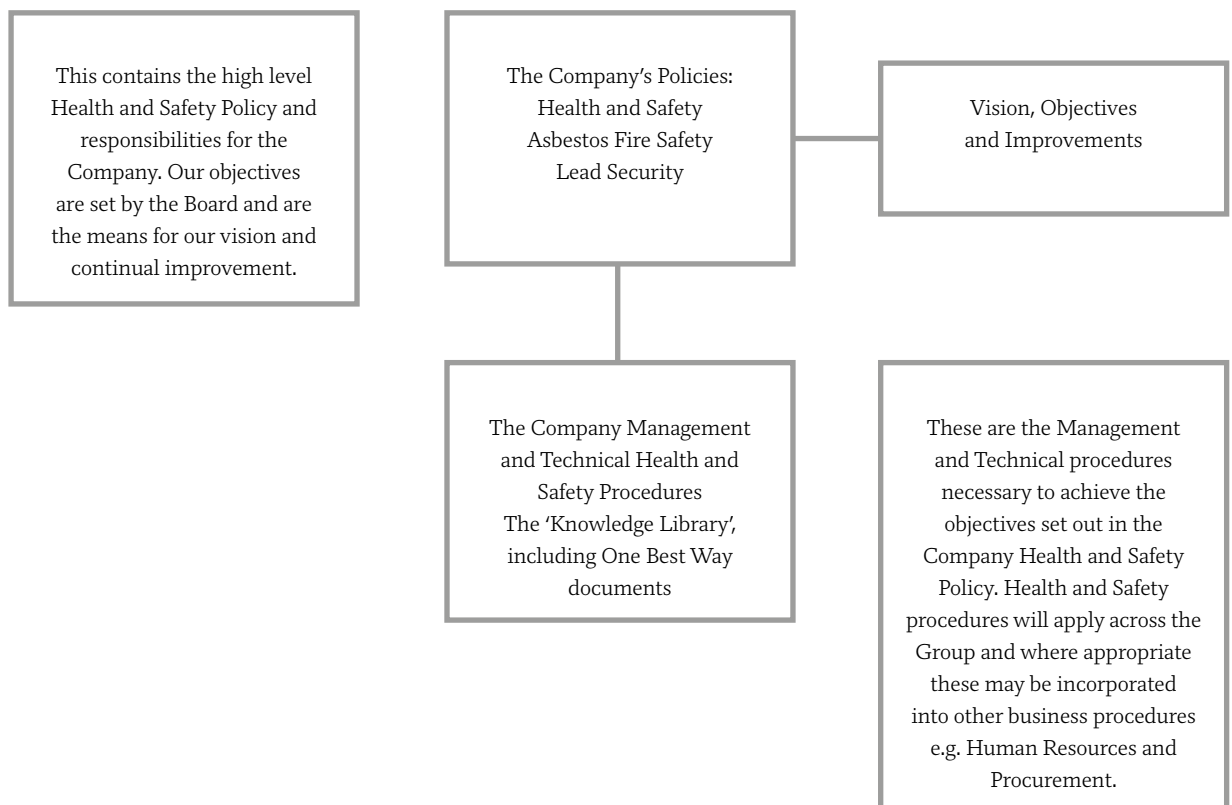 This contains the high level
Health and Safety Policy and
responsibilities for the
Company. Our objectives
are set by the Board and are
the means for our vision and
continual improvement.
The Company’s Policies:
Health and Safety
Asbestos Fire Safety
Lead Security
Vision, Objectives
and Improvements
The Company Management
and Technical Health and
Safety Procedures
The ‘Knowledge Library’,
including One Best Way
documents
These are the Management
and Technical procedures
necessary to achieve the
objectives set out in the
Company Health and Safety
Policy. Health and Safety
procedures will apply across the
Group and where appropriate
these may be incorporated
into other business procedures
e.g. Human Resources and
Procurement.